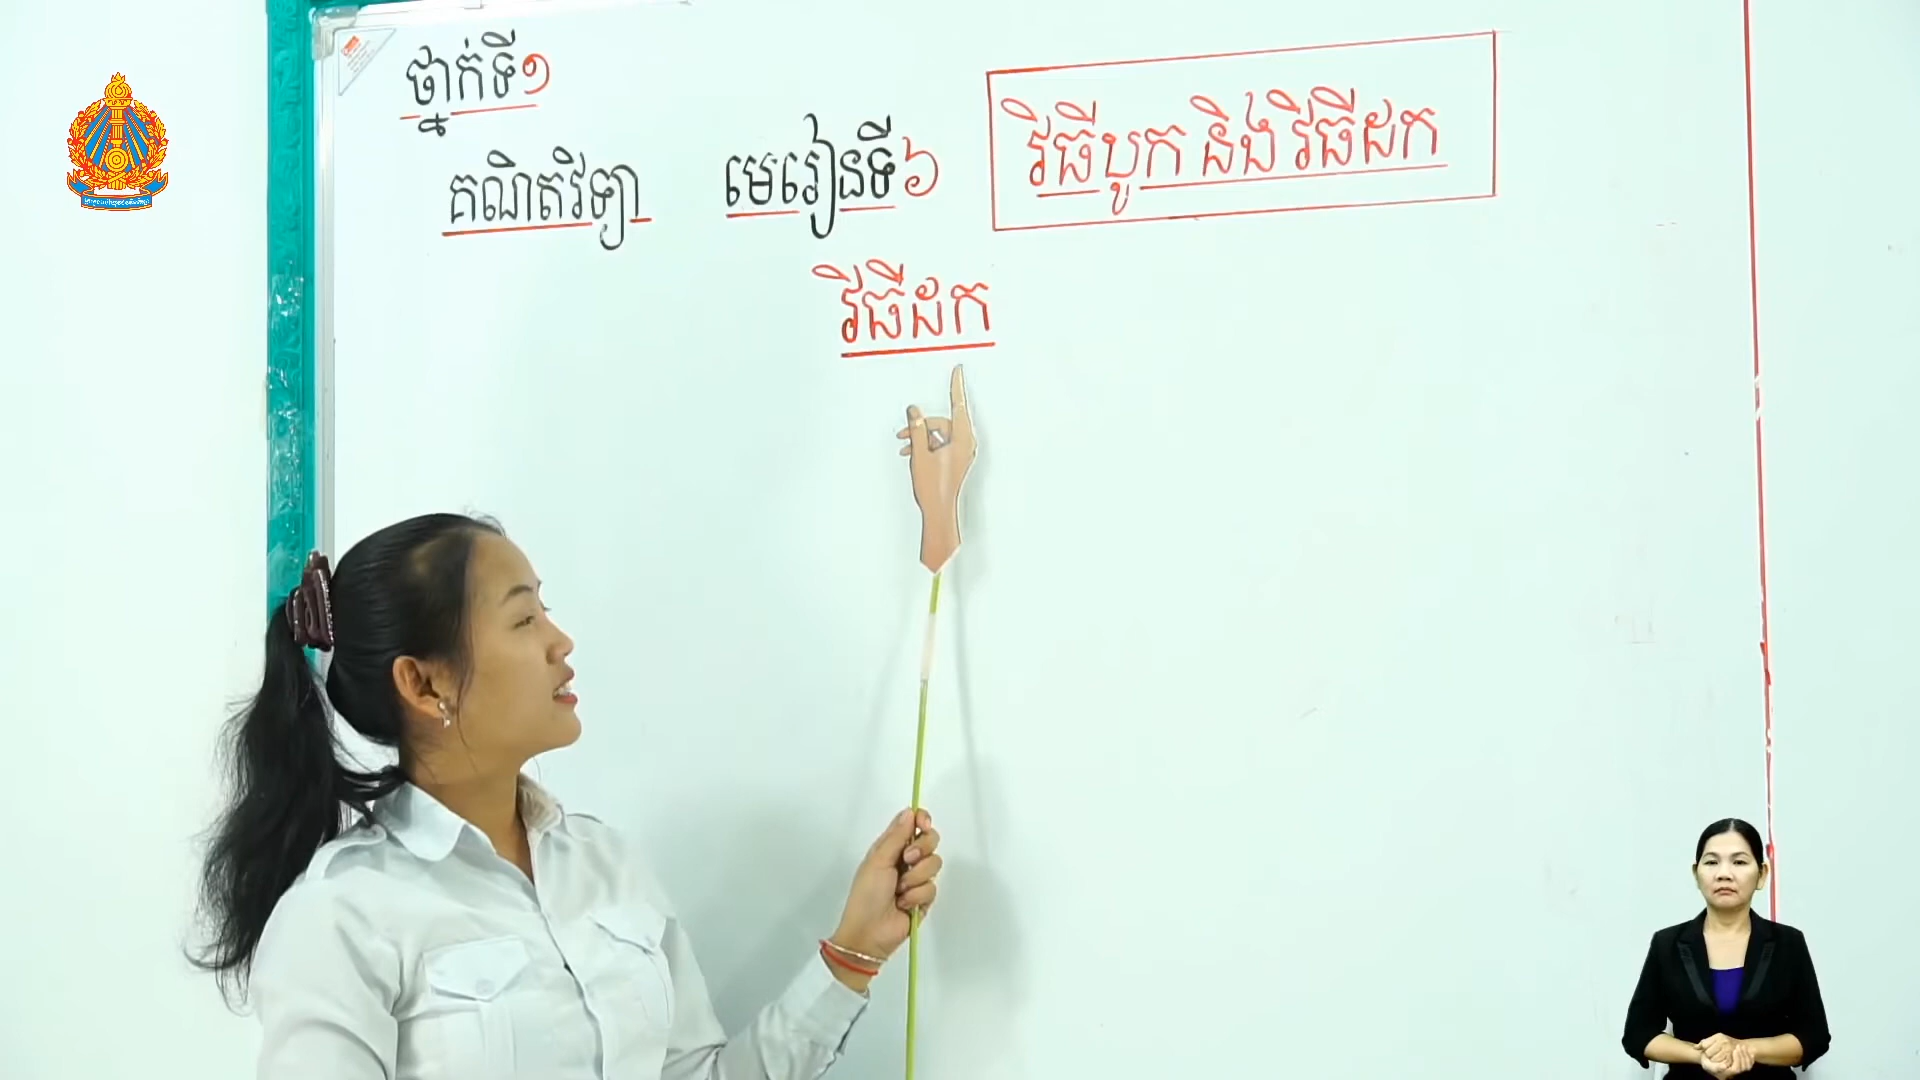 ថ្នាក់ទី១
គណិតវិទ្យា មេរៀនទី៦ វិធីបូក និង វិធីដក
វិធីដក